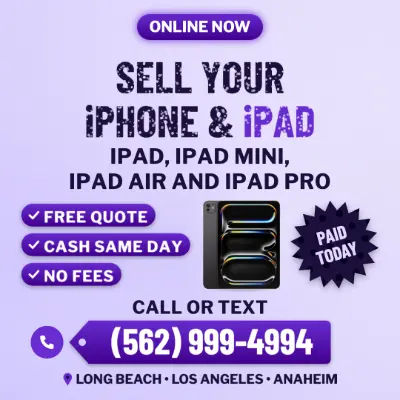 ONLINE NOW
SELL YOUR
iPHONE & iPAD
IPAD, IPAD MINI,
IPAD AIR AND IPAD PRO
FREE QUOTE
CASH SAME DAY
NO FEES
PAID
TODAY
CALL OR TEXT
(562) 999-4994
LONG BEACH • LOS ANGELES • ANAHEIM